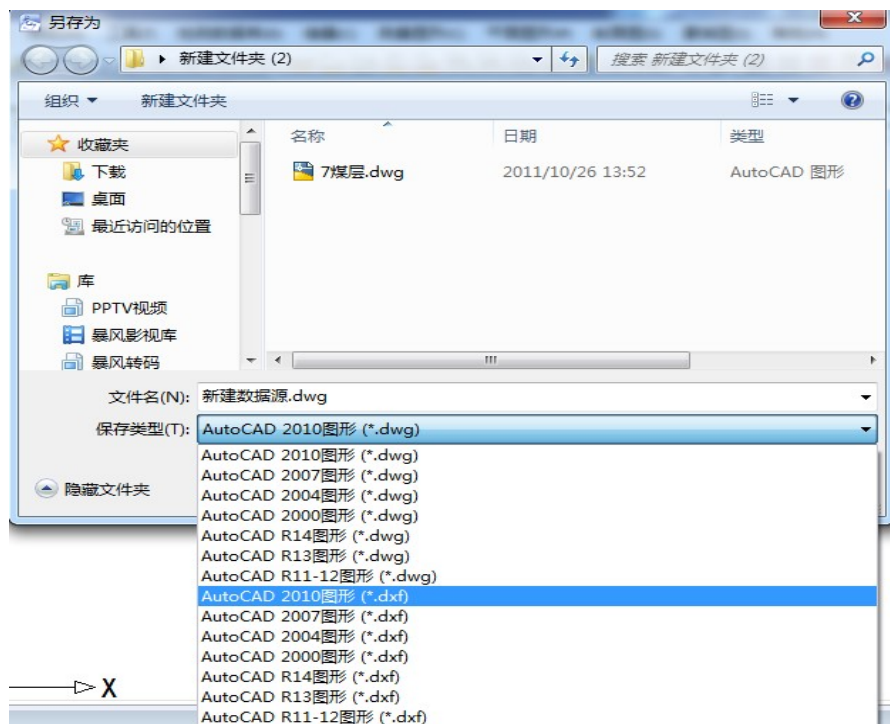 另存为
新建文件夹 (2)
搜索 新建文件夹 (2)
组织
新建文件夹
收藏夹
下载
桌面
最近访问的位置
库
PPTV视频
暴风影视库
暴风转码
名称
日期
类型
7煤层.dwg
2011/10/26 13:52
AutoCAD 图形
文件名(N): 新建数据源.dwg
保存类型(T): AutoCAD 2010图形 (*.dwg)
隐藏文件夹
AutoCAD 2010图形 (*.dwg)
AutoCAD 2007图形 (*.dwg)
AutoCAD 2004图形 (*.dwg)
AutoCAD 2000图形 (*.dwg)
AutoCAD R14图形 (*.dwg)
AutoCAD R13图形 (*.dwg)
AutoCAD R11-12图形 (*.dwg)
AutoCAD 2010图形 (*.dxf)
AutoCAD 2007图形 (*.dxf)
AutoCAD 2004图形 (*.dxf)
AutoCAD 2000图形 (*.dxf)
AutoCAD R14图形 (*.dxf)
AutoCAD R13图形 (*.dxf)
AutoCAD R11-12图形 (*.dxf)
X